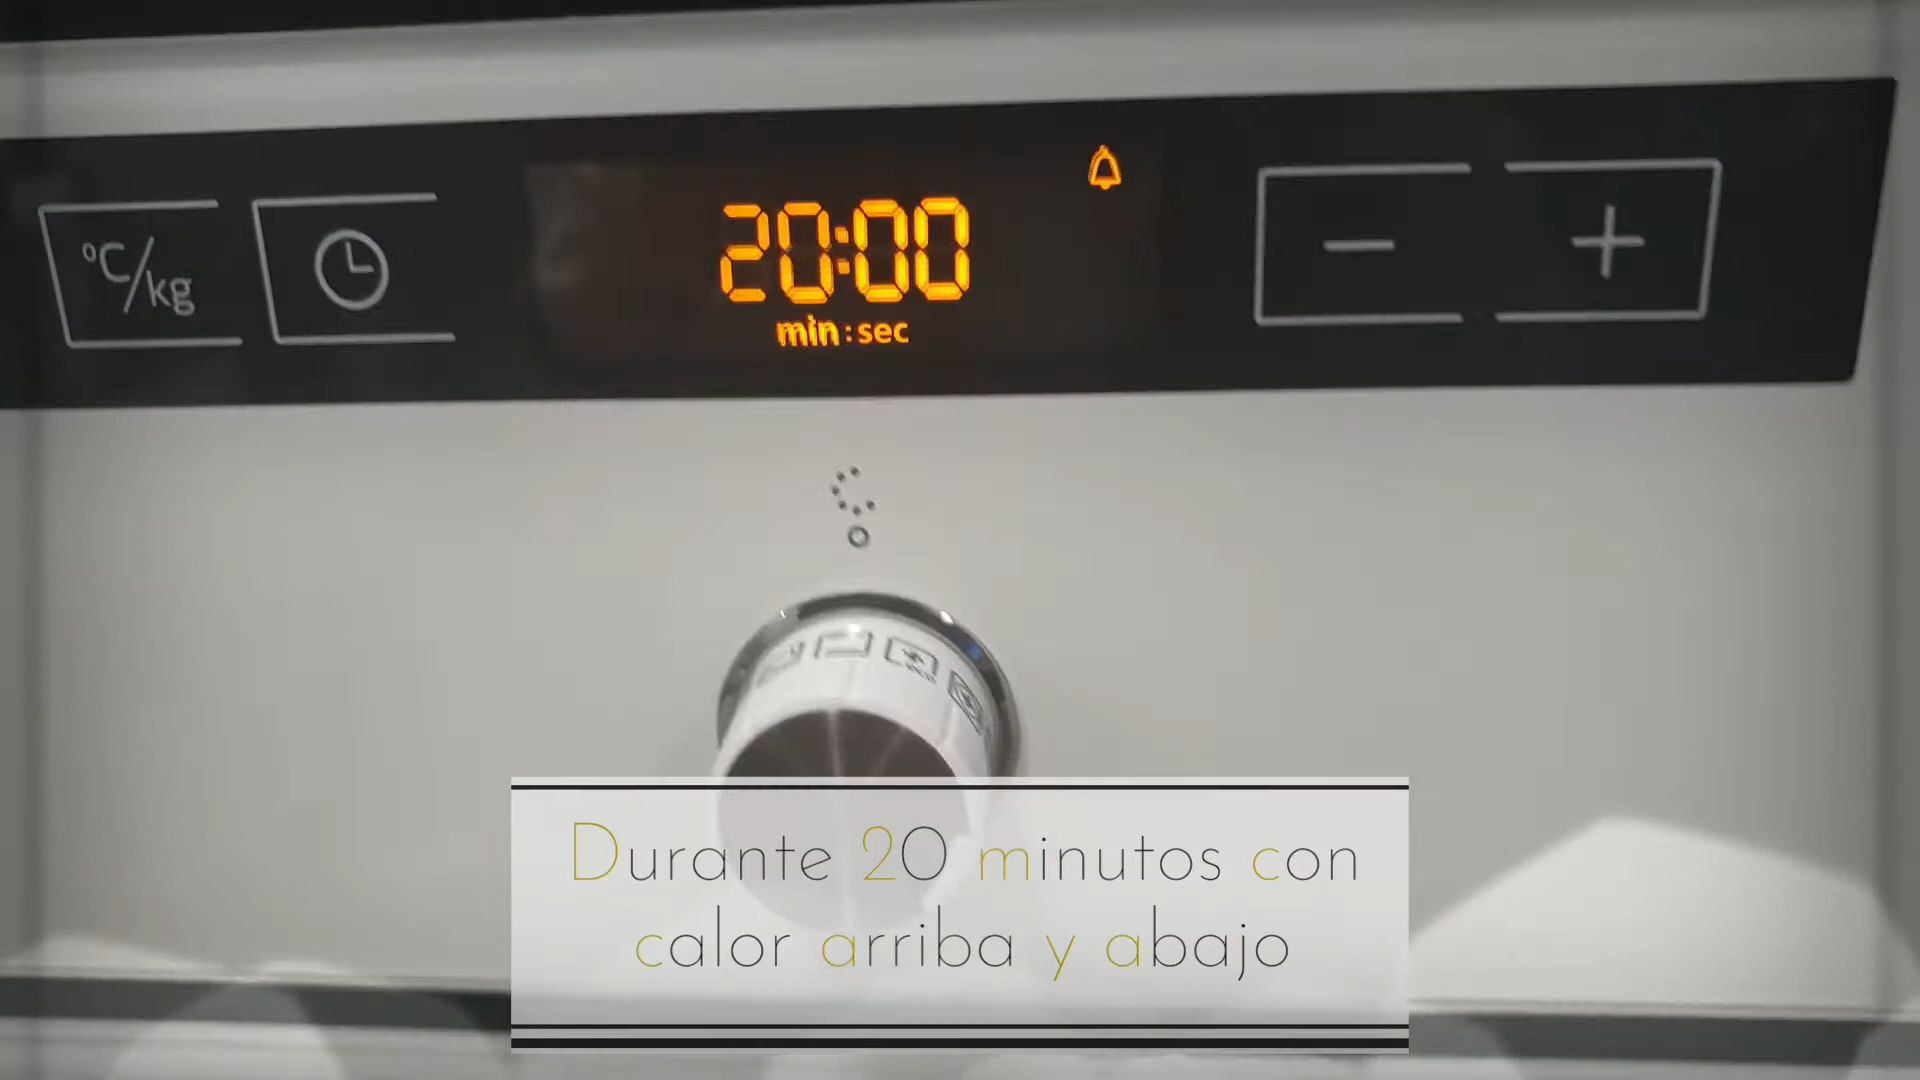 °C/kg
20:00
min:sec
− +
Durante 20 minutos con
calor arriba y abajo